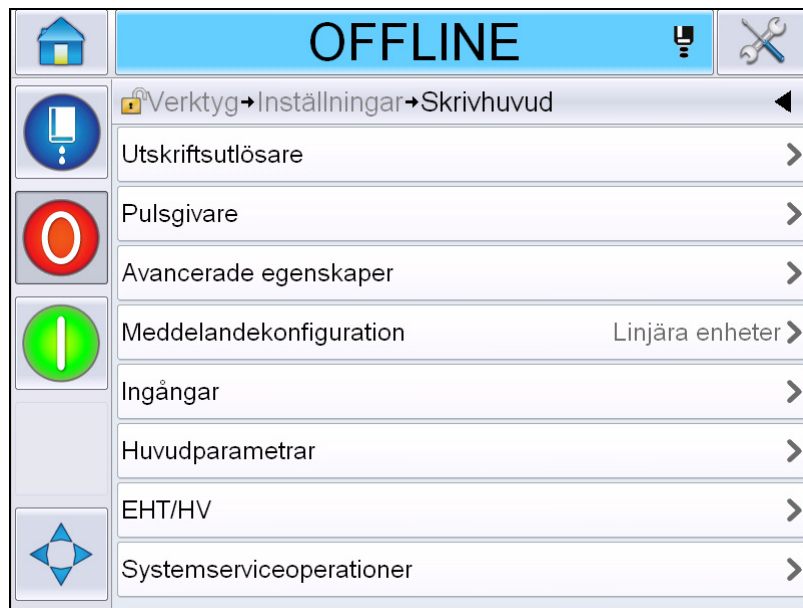 OFFLINE
Verktyg→Inställningar→Skrivhuvud
Utskriftsutlösare
Pulsgivare
Avancerade egenskaper
Meddelandekonfiguration Linjära enheter
Ingångar
Huvudparametrar
EHT/HV
Systemserviceoperationer